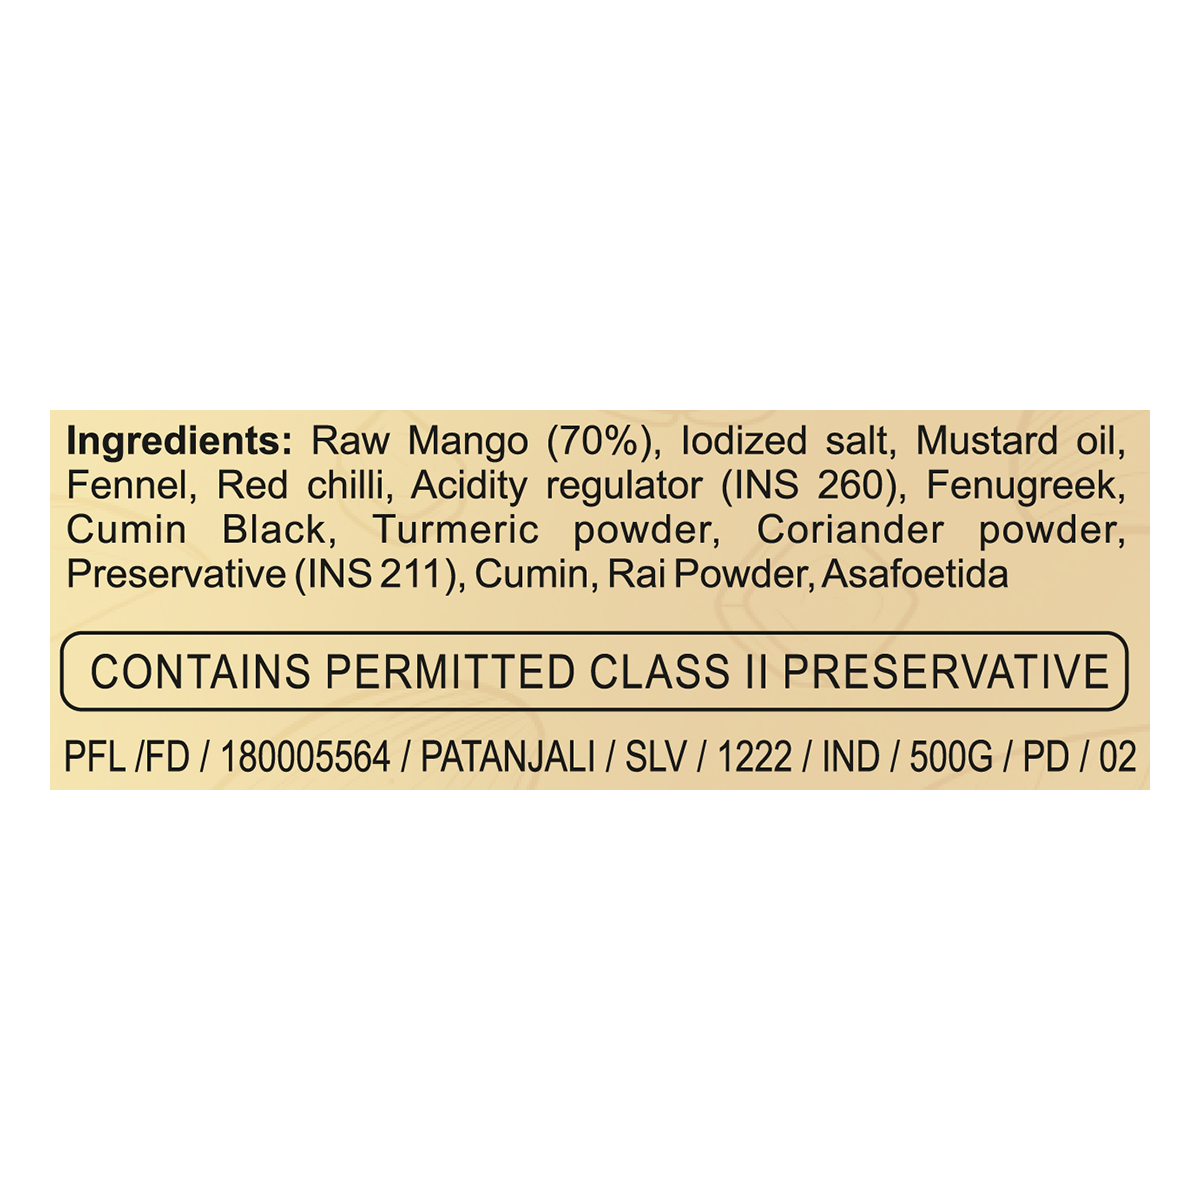 Ingredients: Raw Mango (70%), Iodized salt, Mustard oil,
Fennel, Red chilli, Acidity regulator (INS 260), Fenugreek,
Cumin Black, Turmeric powder, Coriander powder,
Preservative (INS 211), Cumin, Rai Powder, Asafoetida
CONTAINS PERMITTED CLASS II PRESERVATIVE
PFL /FD / 180005564 / PATANJALI / SLV / 1222 / IND / 500G / PD / 02